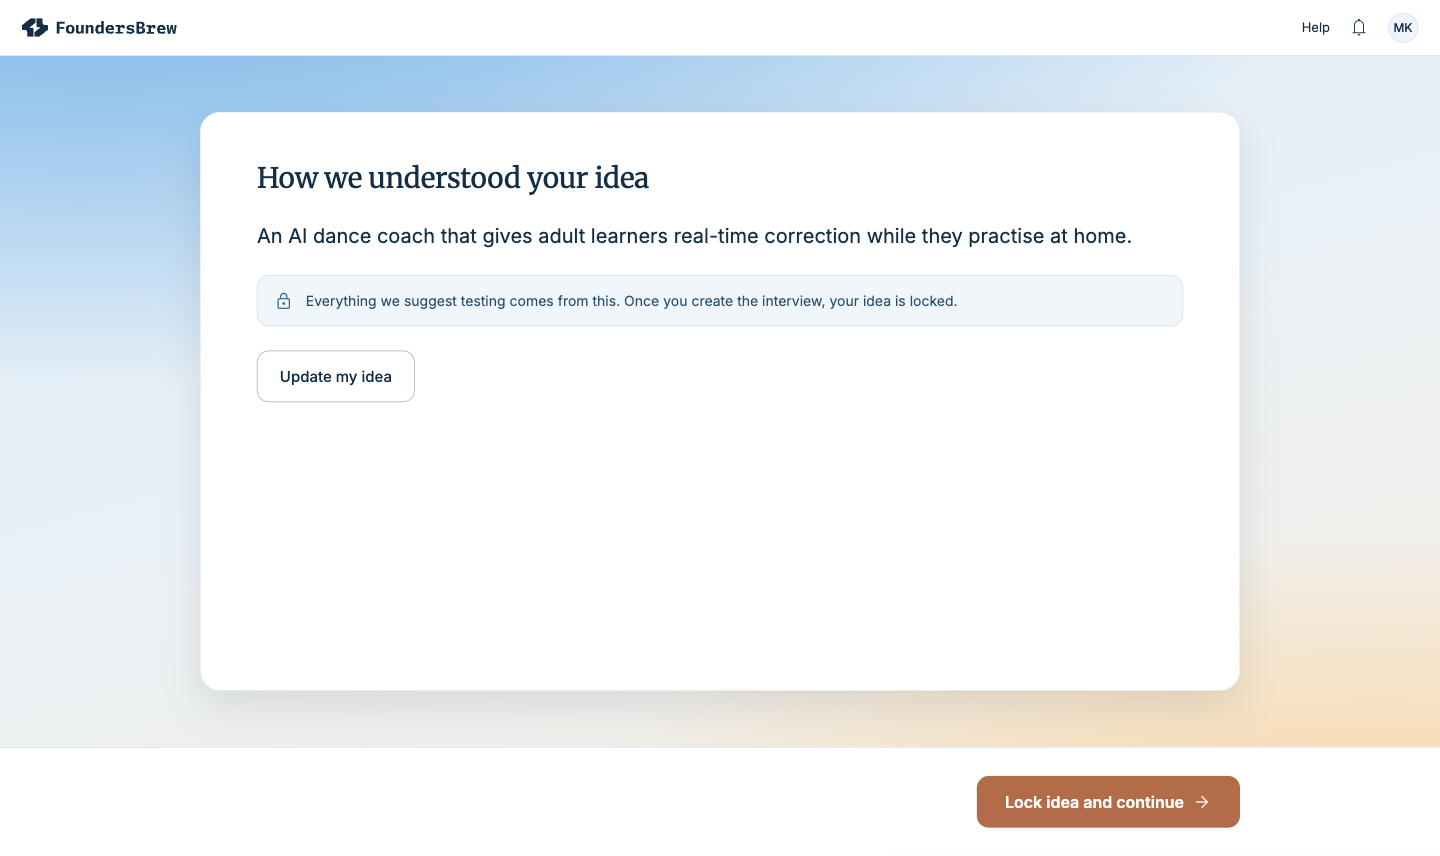 FoundersBrew
Help
MK
How we understood your idea
An AI dance coach that gives adult learners real-time correction while they practise at home.
Everything we suggest testing comes from this. Once you create the interview, your idea is locked.
Update my idea
Lock idea and continue